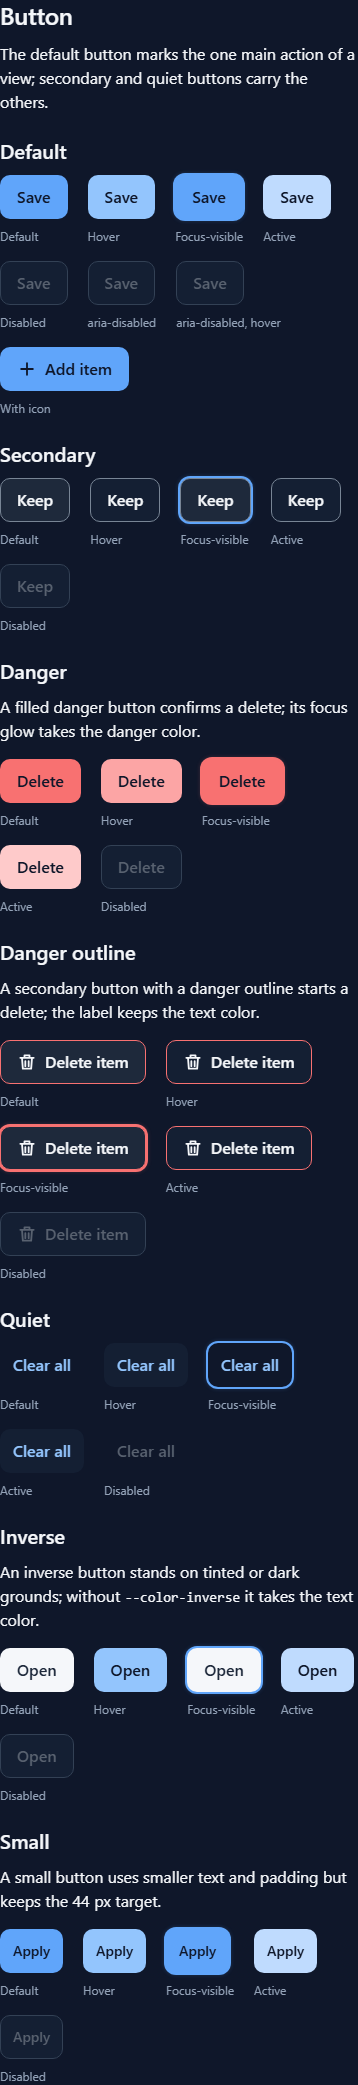 Button
The default button marks the one main action of a
view; secondary and quiet buttons carry the
others.
Default
Save Save Save Save
Default Hover Focus-visible Active
Save Save Save
Disabled aria-disabled aria-disabled, hover
Add item
With icon
Secondary
Keep Keep Keep Keep
Default Hover Focus-visible Active
Keep
Disabled
Danger
A filled danger button confirms a delete; its focus
glow takes the danger color.
Delete Delete Delete
Default Hover Focus-visible
Delete Delete
Active Disabled
Danger outline
A secondary button with a danger outline starts a
delete; the label keeps the text color.
Delete item Delete item
Default Hover
Delete item Delete item
Focus-visible Active
Delete item
Disabled
Quiet
Clear all Clear all Clear all
Default Hover Focus-visible
Clear all Clear all
Active Disabled
Inverse
An inverse button stands on tinted or dark
grounds; without --color-inverse it takes the text
color.
Open Open Open Open
Default Hover Focus-visible Active
Open
Disabled
Small
A small button uses smaller text and padding but
keeps the 44 px target.
Apply Apply Apply Apply
Default Hover Focus-visible Active
Apply
Disabled